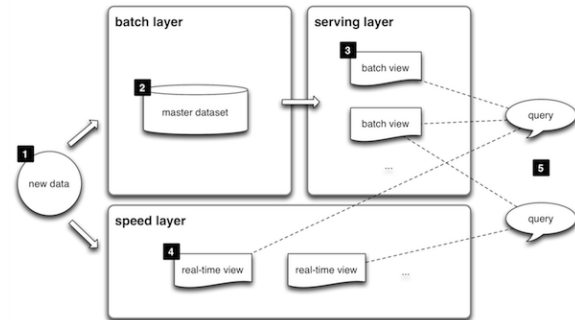 batch layer
serving layer
3
batch view
2
master dataset
query
batch view
1
...
5
new data
speed layer
query
4
real-time view
real-time view
...